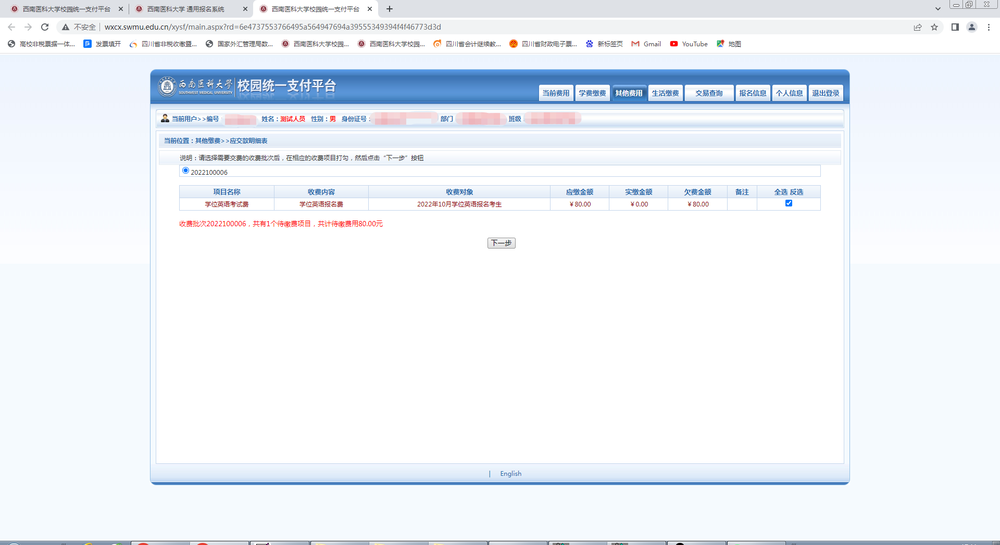 西南医科大学校园统一支付平台
西南医科大学 通用报名系统
西南医科大学校园统一支付平台
不安全 wxcx.swmu.edu.cn/xysf/main.aspx?rd=6e4737553766495a564947694a39555349394f4f46773d3d
高校非税票据一体... 发票填开 四川省非税收缴暨... 国家外汇管理局数... 西南医科大学校园... 西南医科大学校园... 四川省会计继续教... 四川省财政电子票... 新标签页 Gmail YouTube 地图
西南医科大学 校园统一支付平台
SOUTHWEST MEDICAL UNIVERSITY
当前费用 学费缴费 其他费用 生活缴费 交易查询 报名信息 个人信息 退出登录
当前用户>>编号 姓名：测试人员 性别：男 身份证号： 部门 班级
当前位置：其他缴费>>应交款明细表
说明：请选择需要交费的收费批次后，在相应的收费项目打勾，然后点击“下一步”按钮
2022100006
项目名称 收费内容 收费对象 应缴金额 实缴金额 欠费金额 备注 全选 反选
学位英语考试费 学位英语报名费 2022年10月学位英语报名考生 ￥80.00 ￥0.00 ￥80.00
收费批次2022100006，共有1个待缴费项目，共计待缴费用80.00元
下一步
| English